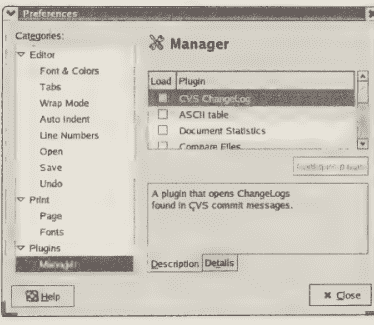 Preferences
Categories:
Editor
Font & Colors
Tabs
Wrap Mode
Auto Indent
Line Numbers
Open
Save
Undo
Print
Page
Fonts
Plugins
Manager
Manager
Load Plugin
CVS ChangeLog
ASCII table
Document Statistics
Compare Files
A plugin that opens ChangeLogs
found in CVS commit messages.
Description Details
Help
Close